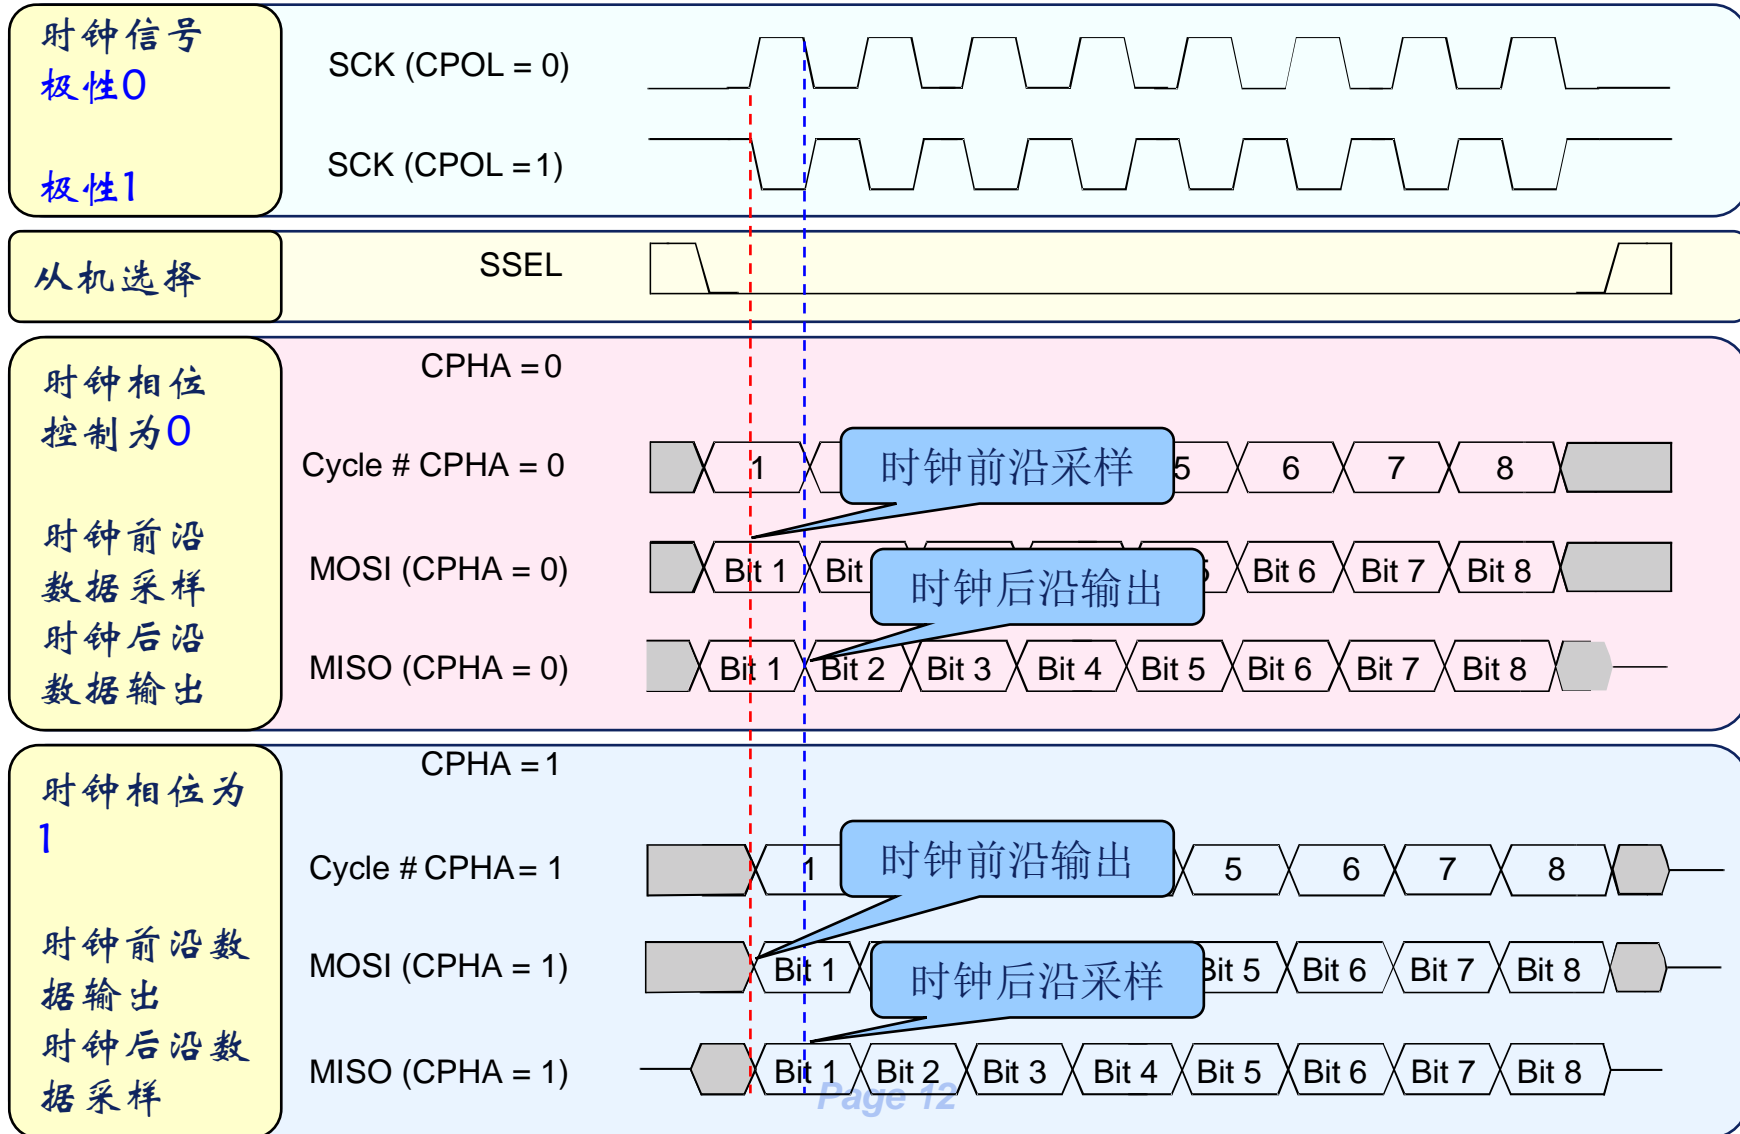 时钟信号
极性0
极性1
SCK (CPOL = 0)
SCK (CPOL = 1)
从机选择
SSEL
时钟相位
控制为0
时钟前沿
数据采样
时钟后沿
数据输出
CPHA = 0
Cycle # CPHA = 0
1
5
6
7
8
时钟前沿采样
MOSI (CPHA = 0)
Bit 1
Bit
Bit 6
Bit 7
Bit 8
时钟后沿输出
MISO (CPHA = 0)
Bit 1
Bit 2
Bit 3
Bit 4
Bit 5
Bit 6
Bit 7
Bit 8
时钟相位为
1
时钟前沿数
据输出
时钟后沿数
据采样
CPHA = 1
Cycle # CPHA = 1
1
5
6
7
8
时钟前沿输出
MOSI (CPHA = 1)
Bit 1
Bit 5
Bit 6
Bit 7
Bit 8
时钟后沿采样
MISO (CPHA = 1)
Bit 1
Bit 2
Bit 3
Bit 4
Bit 5
Bit 6
Bit 7
Bit 8
Page 12